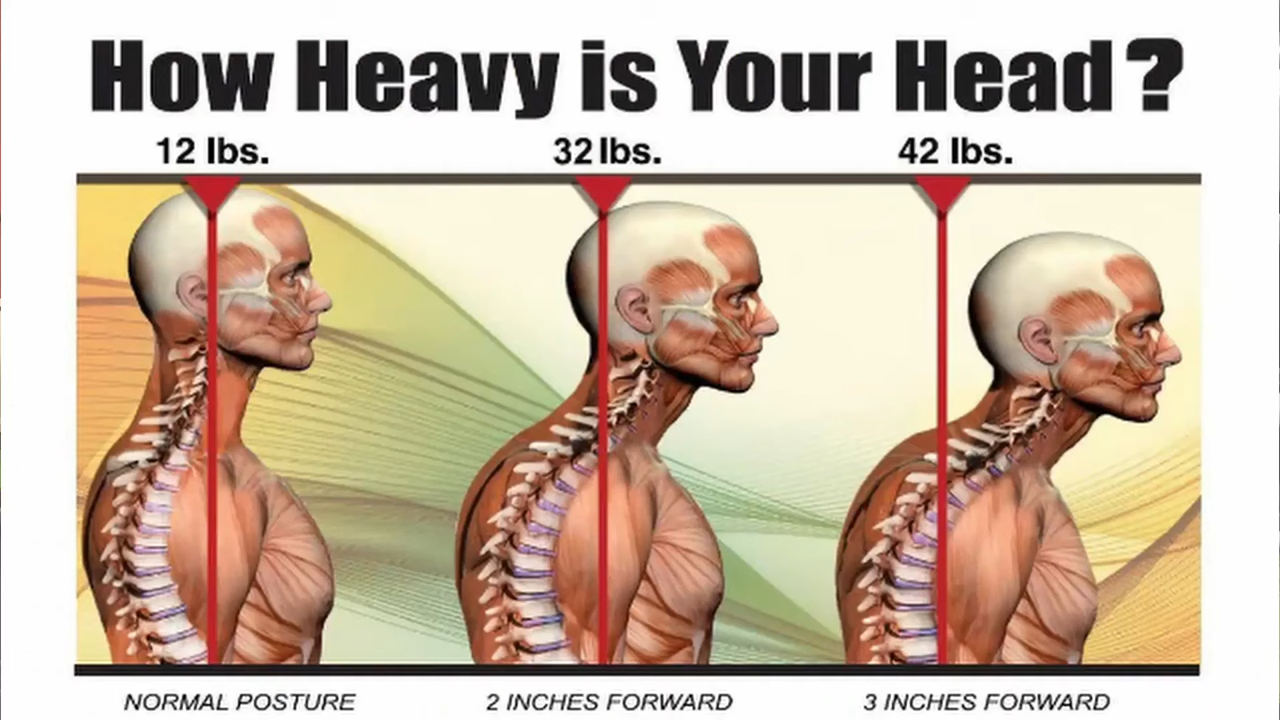 How Heavy is Your Head?
12 lbs. 32 lbs. 42 lbs.
NORMAL POSTURE 2 INCHES FORWARD 3 INCHES FORWARD